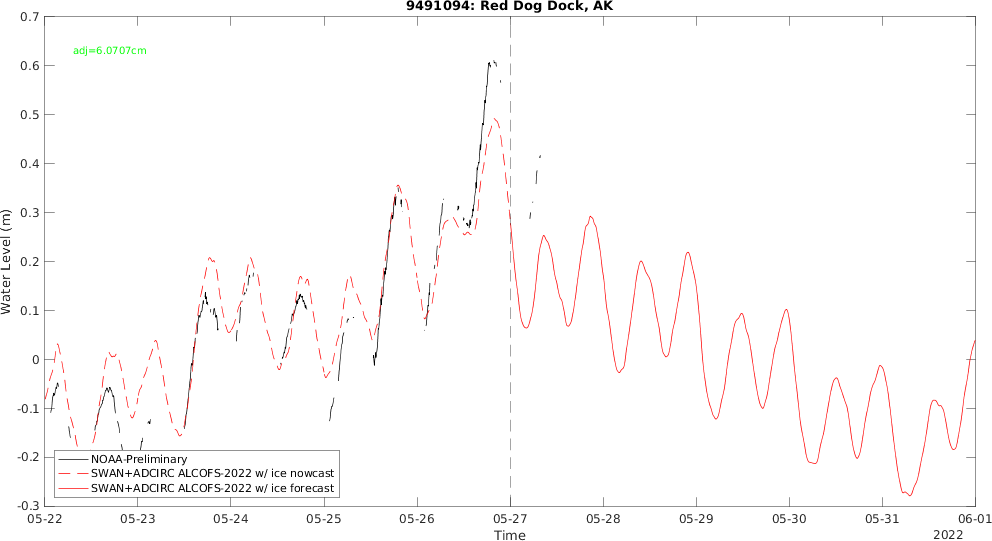 9491094: Red Dog Dock, AK
adj=6.0707cm
0.7
0.6
0.5
0.4
0.3
0.2
0.1
0
-0.1
-0.2
-0.3
Water Level (m)
NOAA-Preliminary
SWAN+ADCIRC ALCOFS-2022 w/ ice nowcast
SWAN+ADCIRC ALCOFS-2022 w/ ice forecast
05-22 05-23 05-24 05-25 05-26 05-27 05-28 05-29 05-30 05-31 06-01
Time
2022